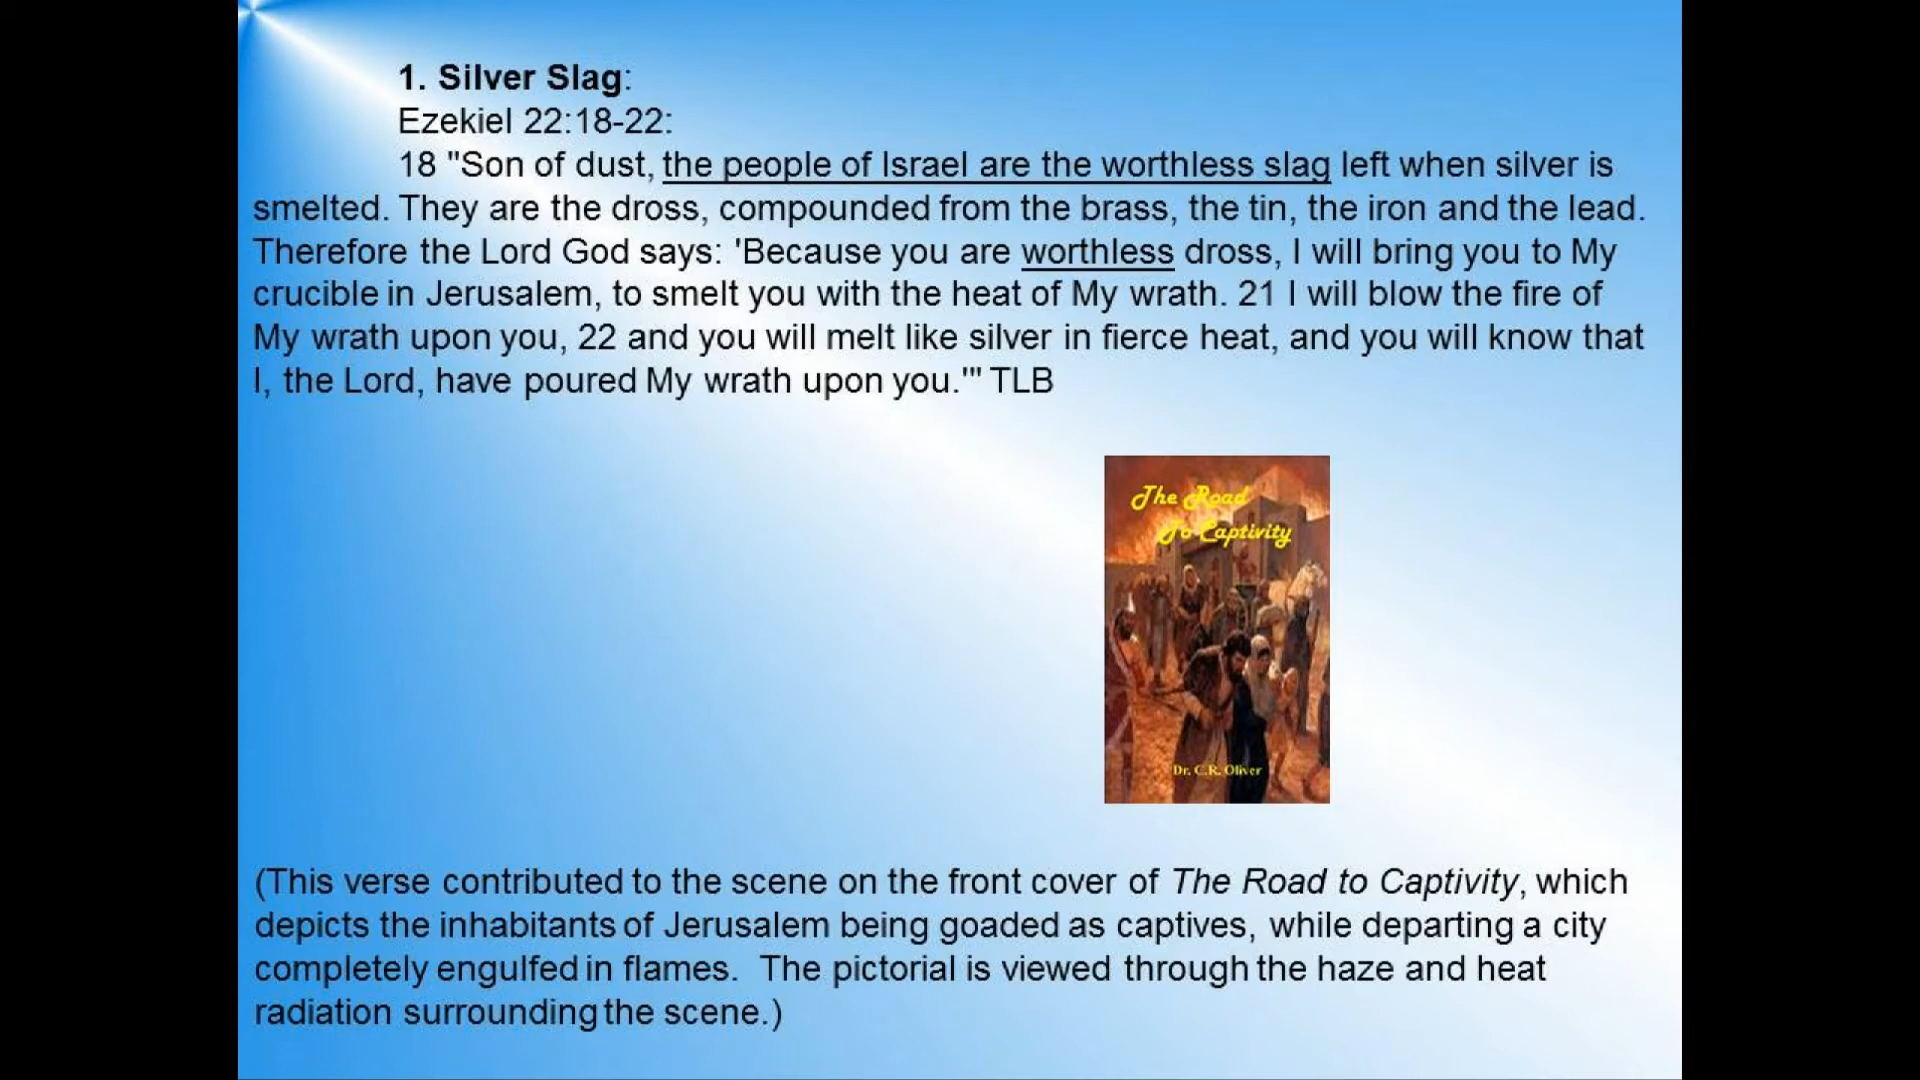 1. Silver Slag:
Ezekiel 22:18-22:
18 "Son of dust, the people of Israel are the worthless slag left when silver is
smelted. They are the dross, compounded from the brass, the tin, the iron and the lead.
Therefore the Lord God says: 'Because you are worthless dross, I will bring you to My
crucible in Jerusalem, to smelt you with the heat of My wrath. 21 I will blow the fire of
My wrath upon you, 22 and you will melt like silver in fierce heat, and you will know that
I, the Lord, have poured My wrath upon you.'" TLB
The Road
To Captivity
Dr. C.R. Oliver
(This verse contributed to the scene on the front cover of The Road to Captivity, which
depicts the inhabitants of Jerusalem being goaded as captives, while departing a city
completely engulfed in flames.  The pictorial is viewed through the haze and heat
radiation surrounding the scene.)